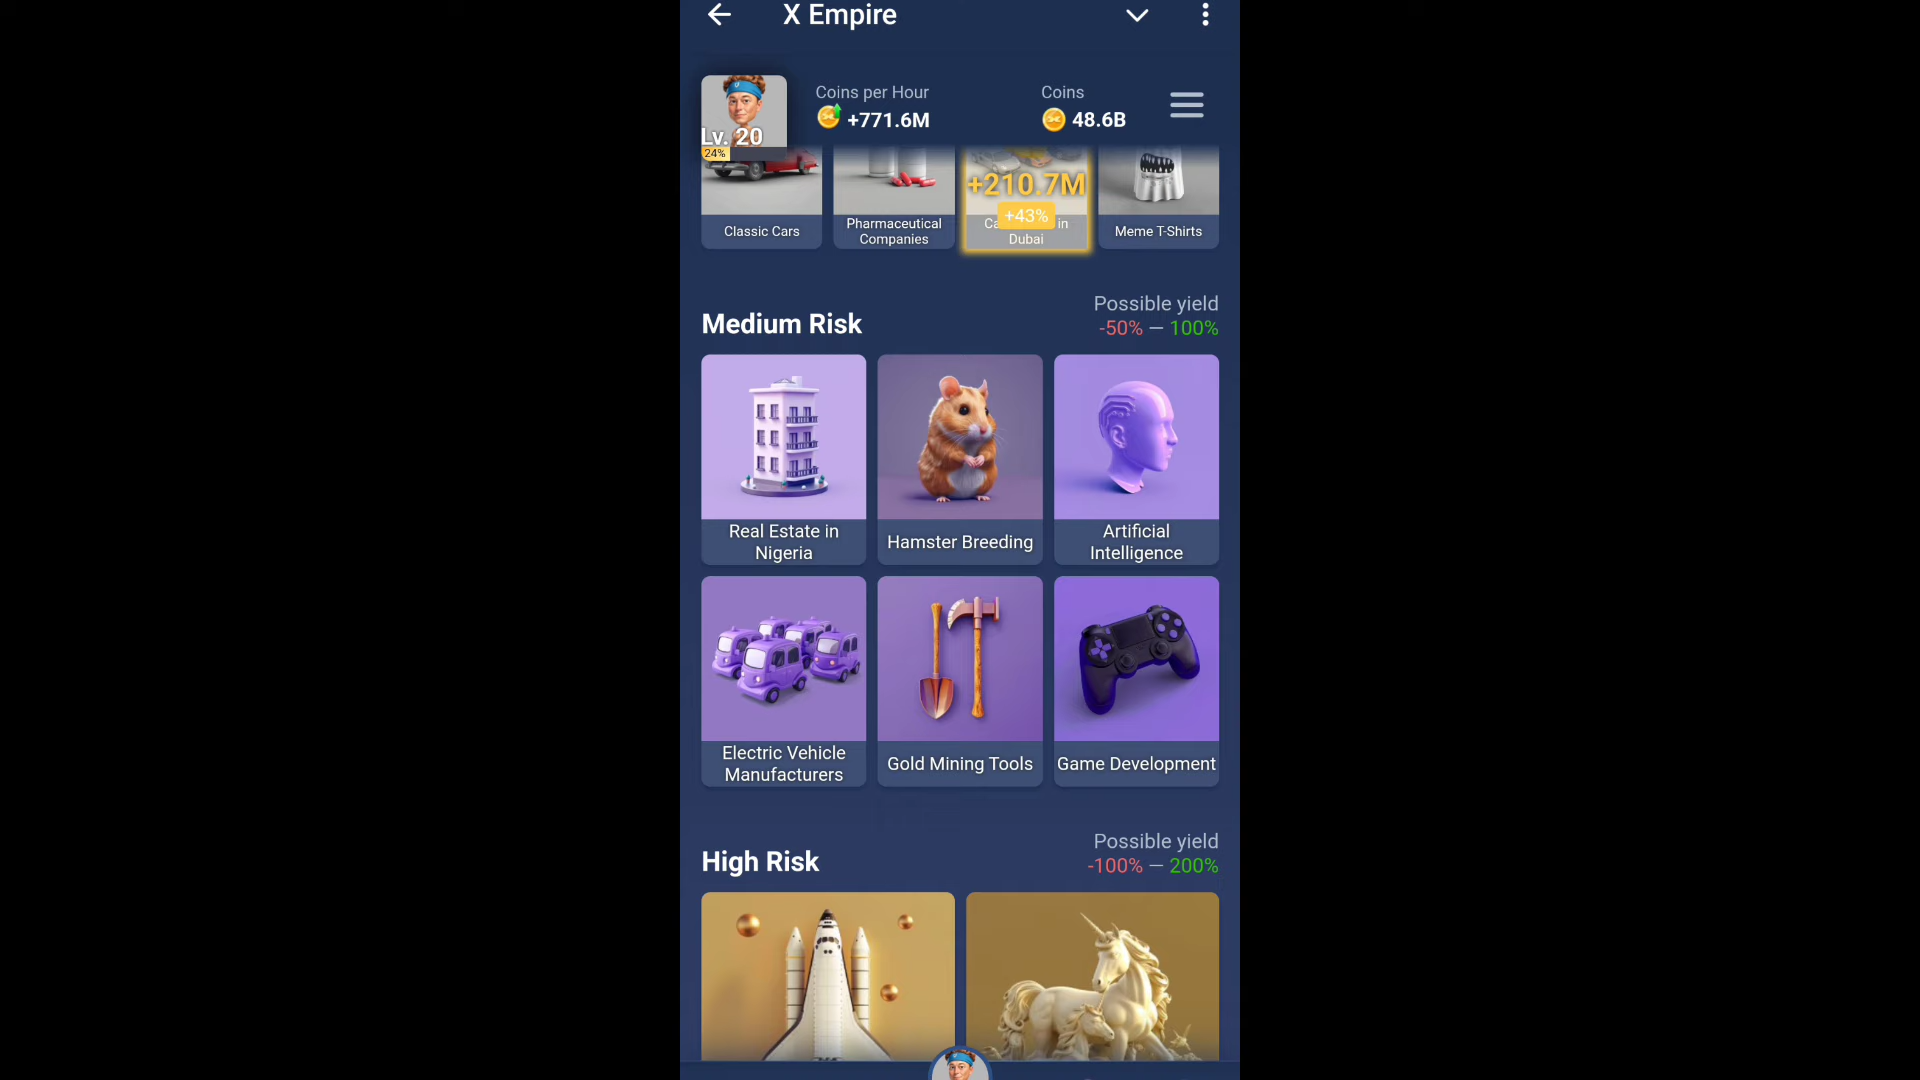 X Empire
Coins per Hour
+771.6M
Coins
48.6B
Lv. 20
24%
Classic Cars
Pharmaceutical
Companies
+210.7M
+43%
in
Dubai
Meme T-Shirts
Medium Risk
Possible yield
-50% — 100%
Real Estate in
Nigeria
Hamster Breeding
Artificial
Intelligence
Electric Vehicle
Manufacturers
Gold Mining Tools
Game Development
High Risk
Possible yield
-100% — 200%